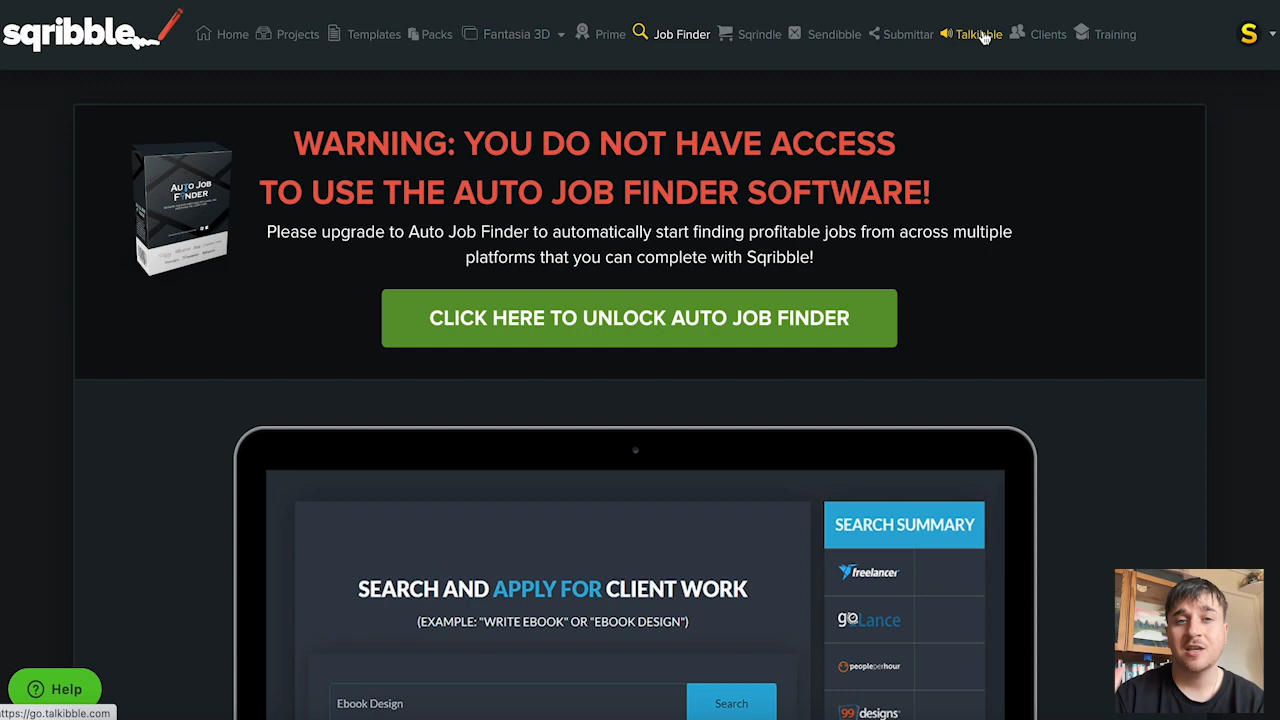 sqribble
Home Projects Templates Packs Fantasia 3D Prime Job Finder Sqrindle Sendibble Submittar Talkibble Clients Training
S
WARNING: YOU DO NOT HAVE ACCESS
TO USE THE AUTO JOB FINDER SOFTWARE!
AUTO JOB
FINDER
Please upgrade to Auto Job Finder to automatically start finding profitable jobs from across multiple
platforms that you can complete with Sqribble!
CLICK HERE TO UNLOCK AUTO JOB FINDER
SEARCH SUMMARY
freelancer
goLance
peopleperhour
99designs
SEARCH AND APPLY FOR CLIENT WORK
(EXAMPLE: "WRITE EBOOK" OR "EBOOK DESIGN")
Ebook Design Search
Help
ttps://go.talkibble.com